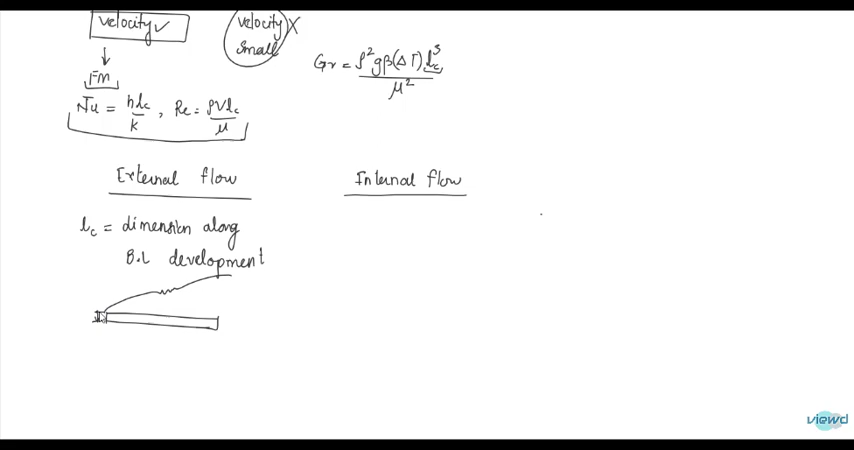 velocity✓
velocity X
small
↓
FM
Gr = ρ²gβ(ΔT)lc³ / μ²
Nu = hlc / k , Re = ρVlc / μ
External flow
Internal flow
lc = dimension along
B.L development
viewd